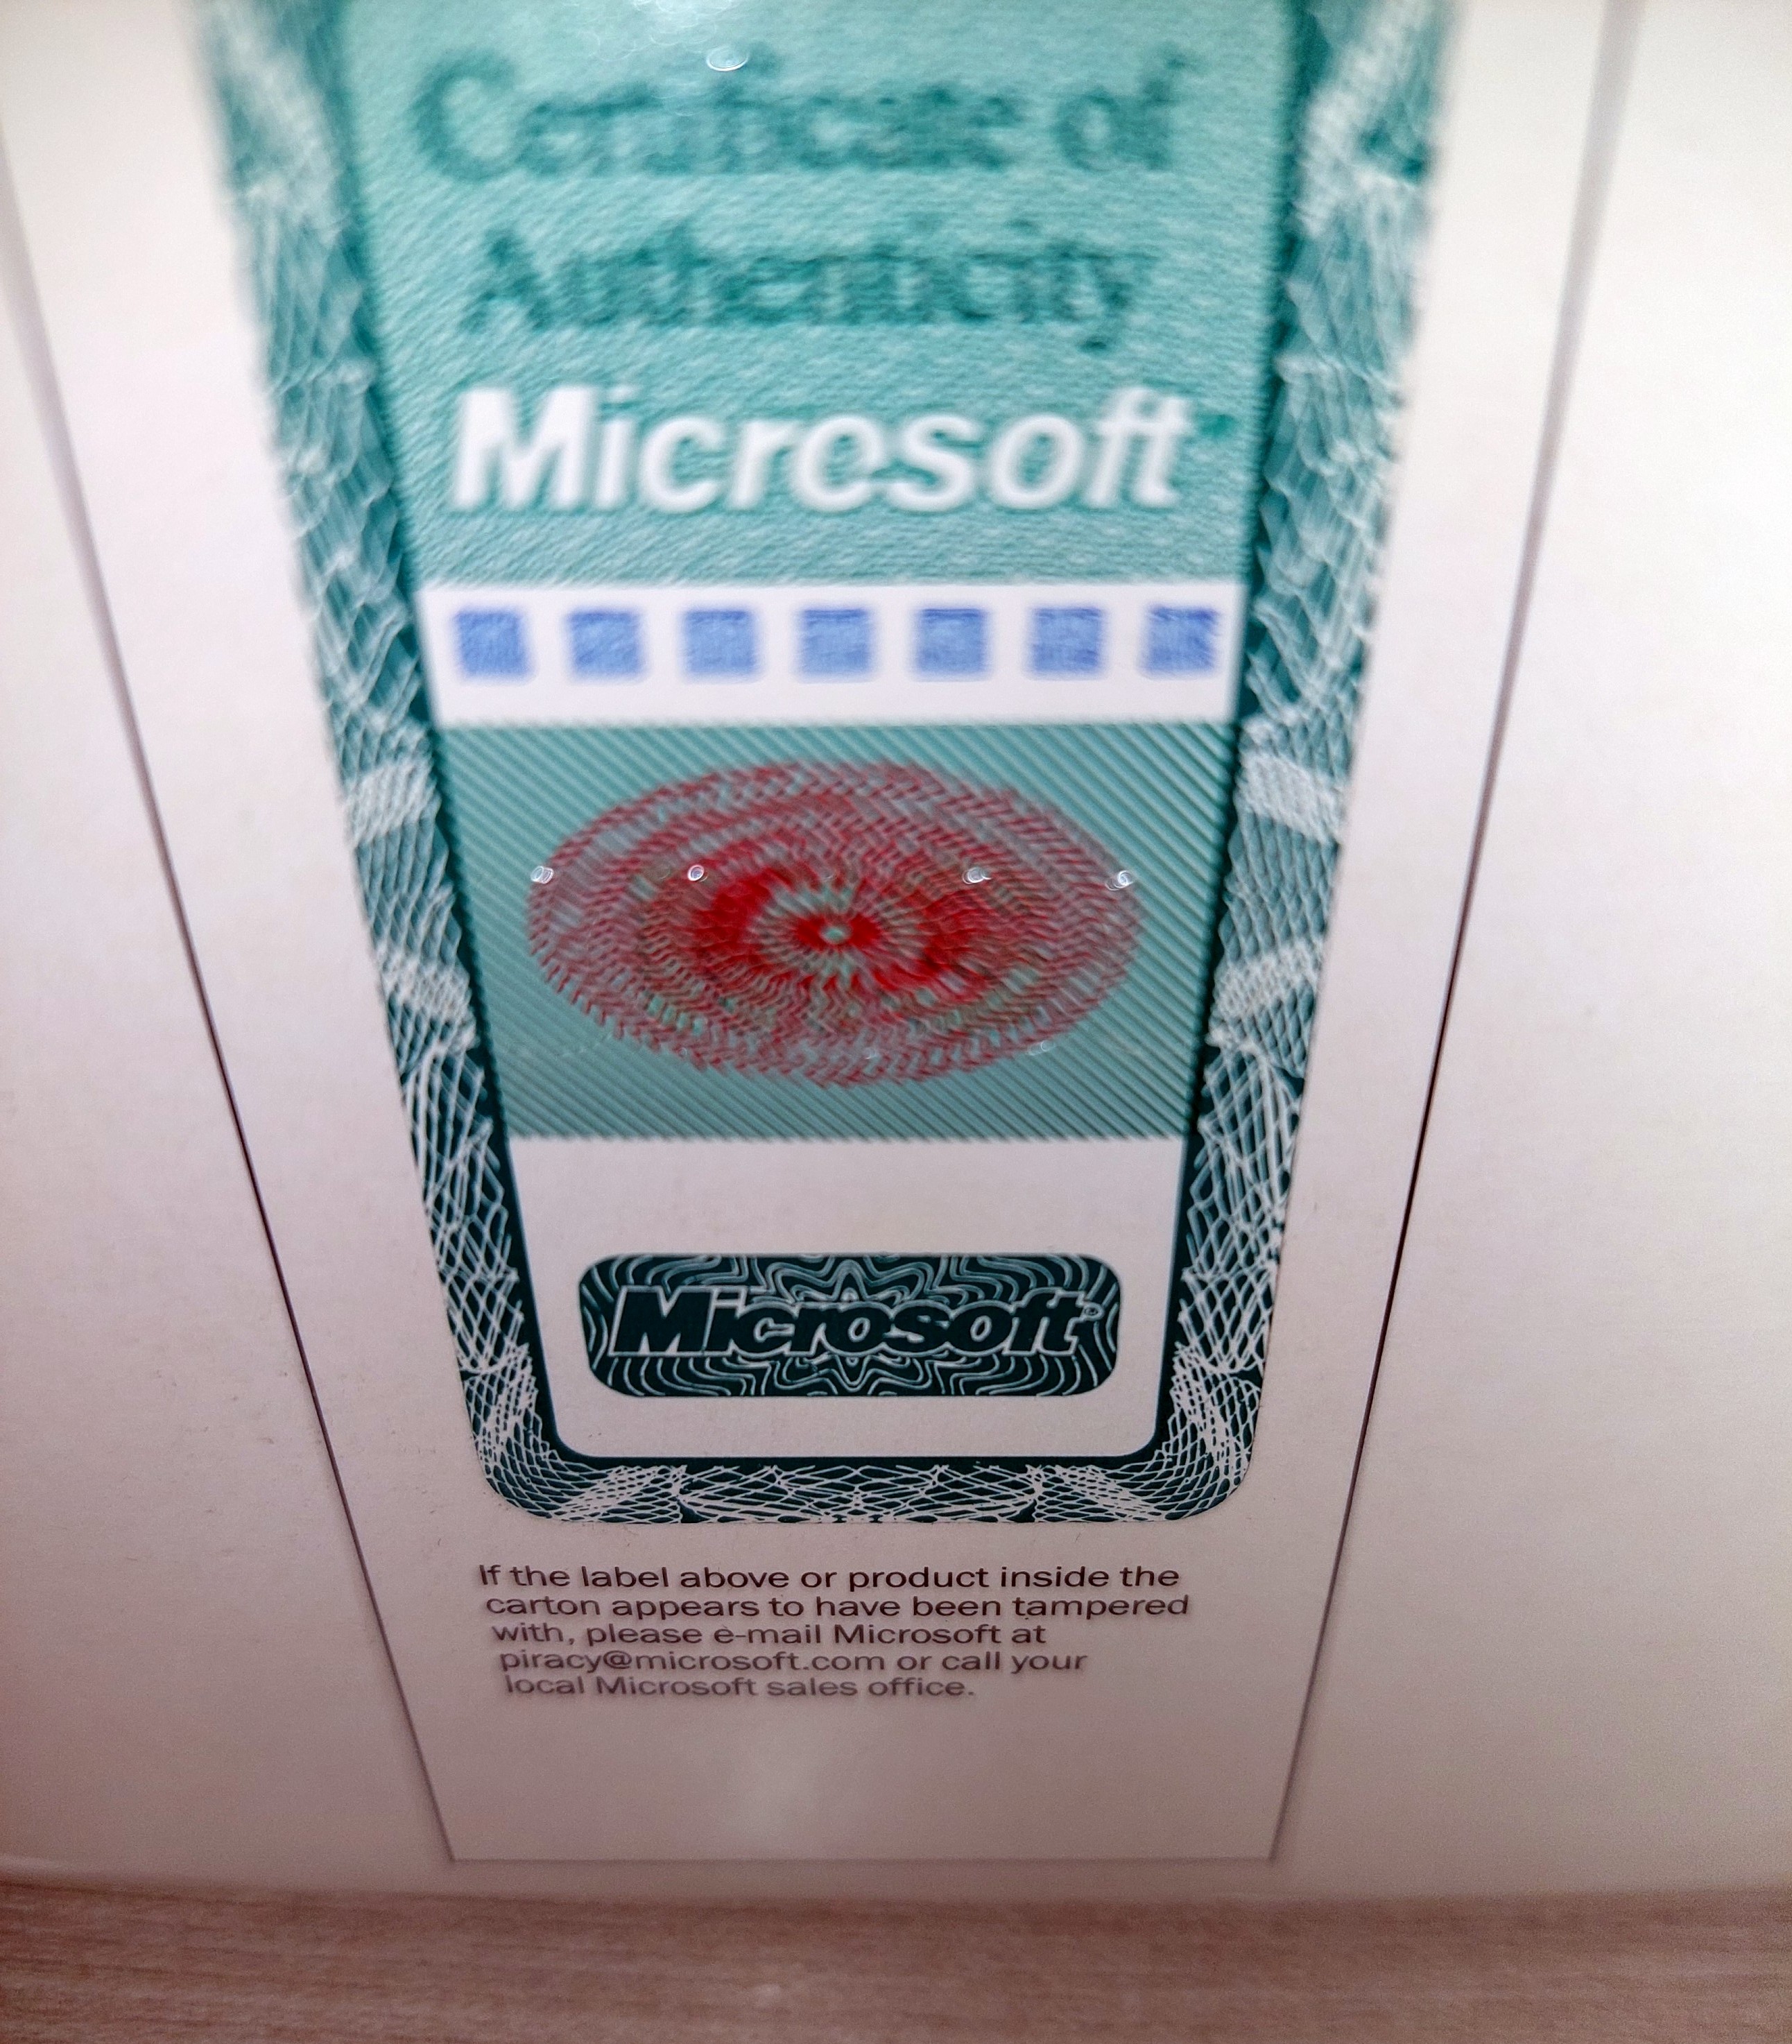 Certificate of
Authenticity
Microsoft
Microsoft®
If the label above or product inside the
carton appears to have been tampered
with, please e-mail Microsoft at
piracy@microsoft.com or call your
local Microsoft sales office.